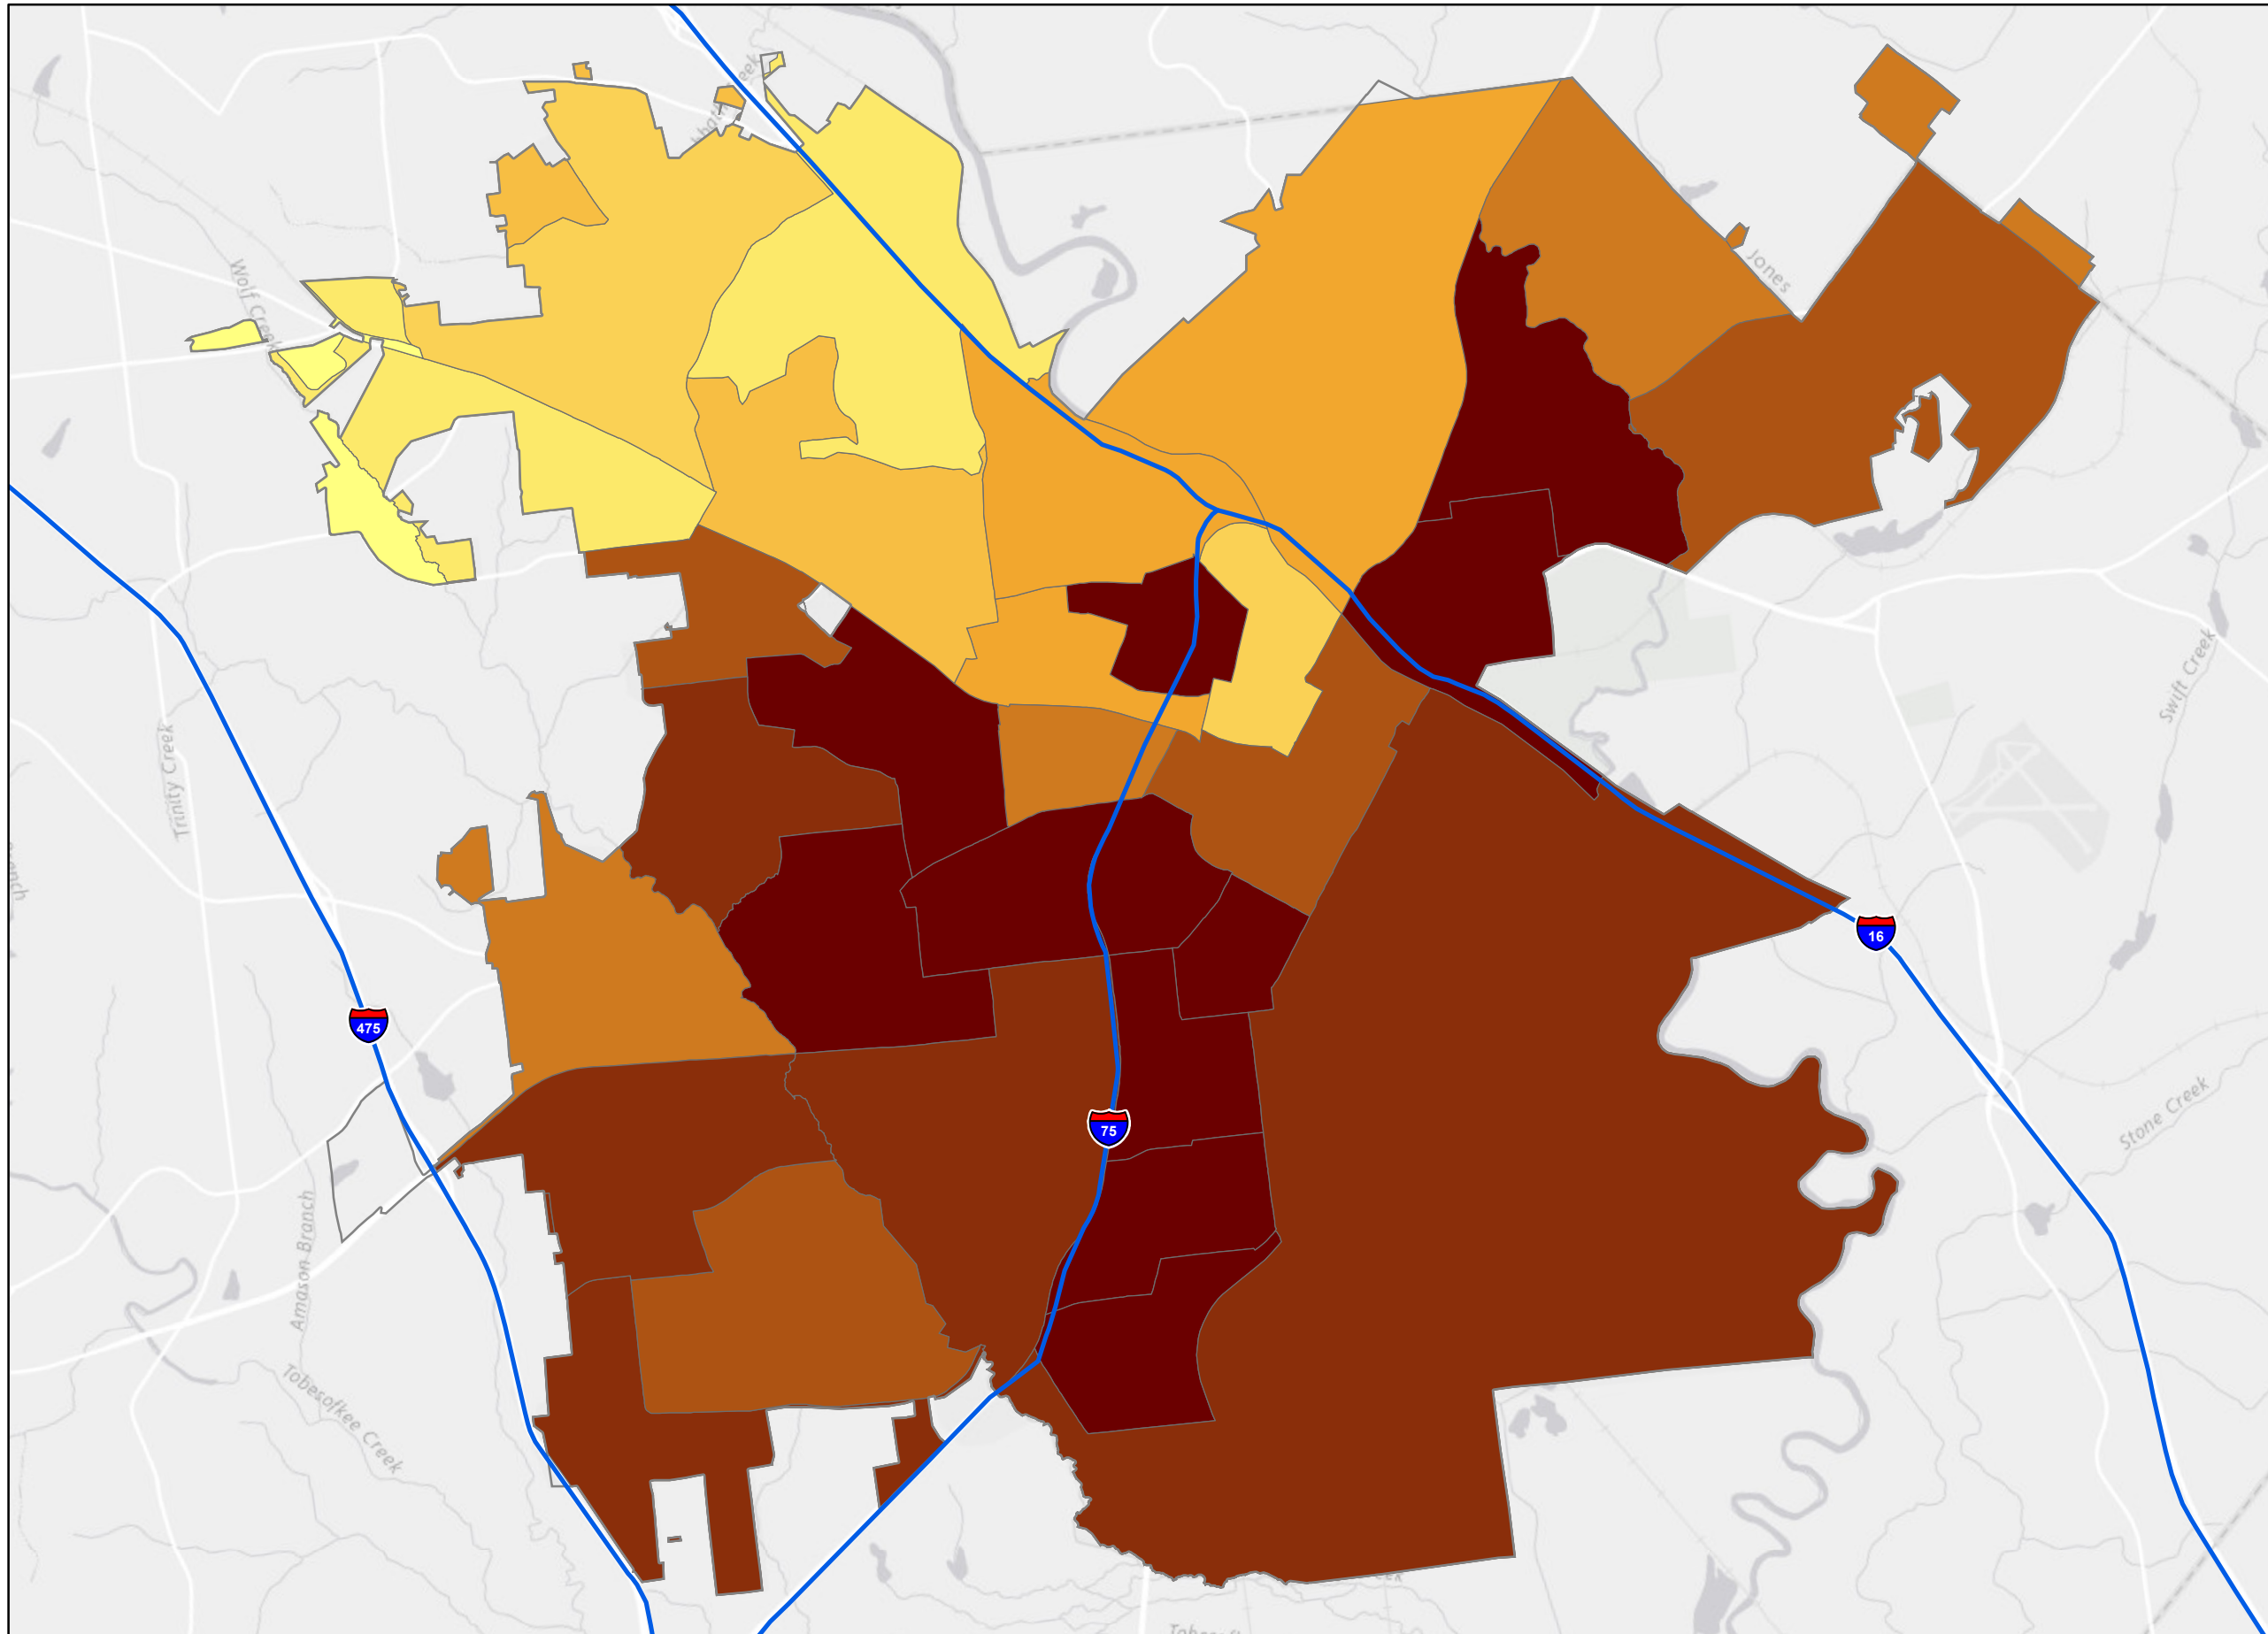 Wolf Creek
Jones
Swift Creek
Trinity Creek
16
475
75
Stone Creek
Amason Branch
Tobesofkee Creek